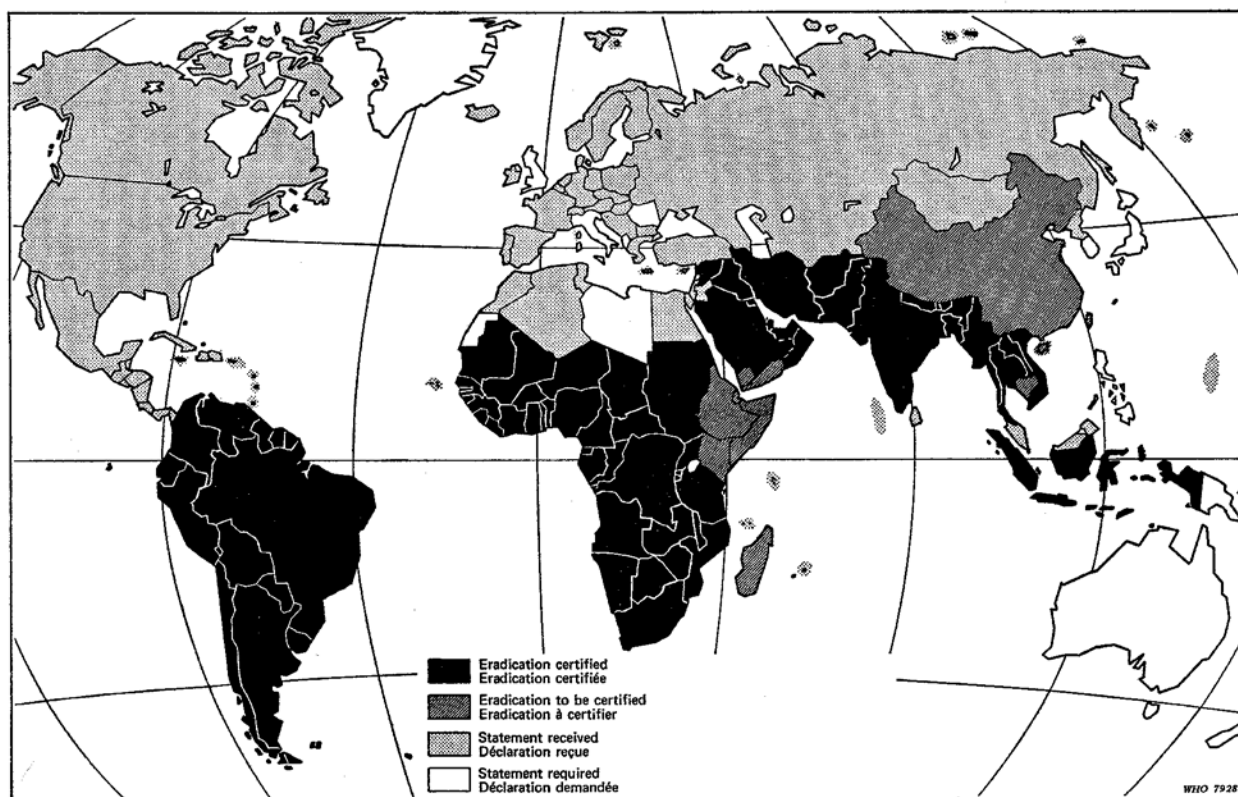 Eradication certified
Eradication certifiée
Eradication to be certified
Eradication à certifier
Statement received
Déclaration reçue
Statement required
Déclaration demandée
WHO 7928